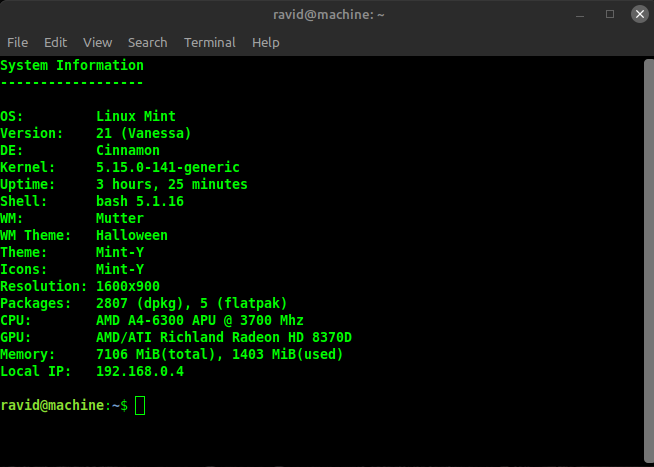 ravid@machine: ~
File Edit View Search Terminal Help
System Information
------------------
OS: Linux Mint
Version: 21 (Vanessa)
DE: Cinnamon
Kernel: 5.15.0-141-generic
Uptime: 3 hours, 25 minutes
Shell: bash 5.1.16
WM: Mutter
WM Theme: Halloween
Theme: Mint-Y
Icons: Mint-Y
Resolution: 1600x900
Packages: 2807 (dpkg), 5 (flatpak)
CPU: AMD A4-6300 APU @ 3700 Mhz
GPU: AMD/ATI Richland Radeon HD 8370D
Memory: 7106 MiB(total), 1403 MiB(used)
Local IP: 192.168.0.4
ravid@machine:~$